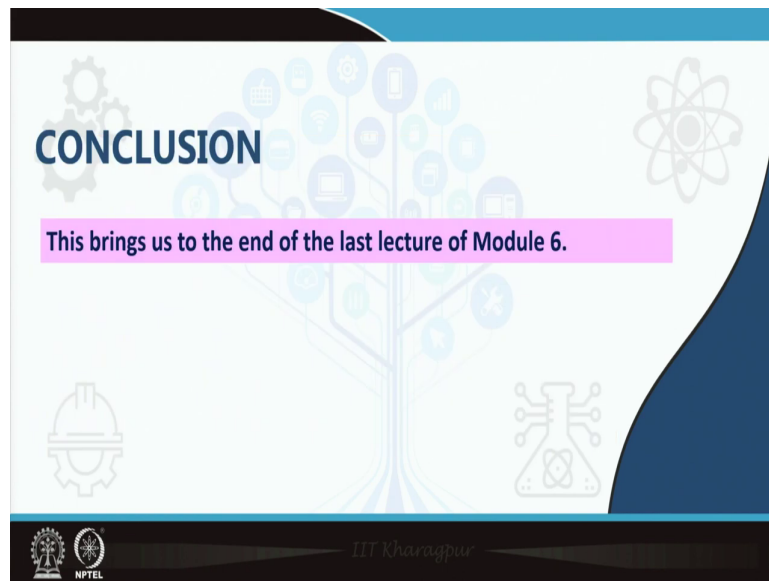 CONCLUSION
This brings us to the end of the last lecture of Module 6.
NPTEL
IIT Kharagpur